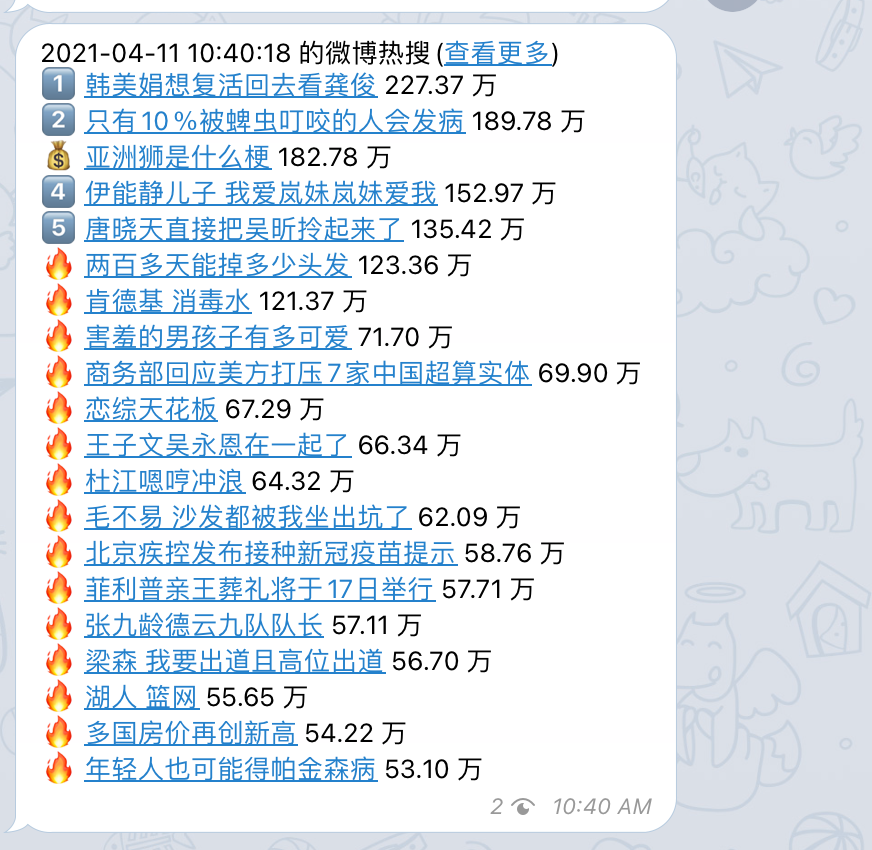 2021-04-11 10:40:18 的微博热搜 (查看更多)
1 韩美娟想复活回去看龚俊 227.37 万
2 只有10%被蜱虫叮咬的人会发病 189.78 万
💰 亚洲狮是什么梗 182.78 万
4 伊能静儿子 我爱岚妹岚妹爱我 152.97 万
5 唐晓天直接把吴昕拎起来了 135.42 万
🔥 两百多天能掉多少头发 123.36 万
🔥 肯德基 消毒水 121.37 万
🔥 害羞的男孩子有多可爱 71.70 万
🔥 商务部回应美方打压7家中国超算实体 69.90 万
🔥 恋综天花板 67.29 万
🔥 王子文吴永恩在一起了 66.34 万
🔥 杜江嗯哼冲浪 64.32 万
🔥 毛不易 沙发都被我坐出坑了 62.09 万
🔥 北京疾控发布接种新冠疫苗提示 58.76 万
🔥 菲利普亲王葬礼将于17日举行 57.71 万
🔥 张九龄德云九队队长 57.11 万
🔥 梁森 我要出道且高位出道 56.70 万
🔥 湖人 篮网 55.65 万
🔥 多国房价再创新高 54.22 万
🔥 年轻人也可能得帕金森病 53.10 万
2 10:40 AM